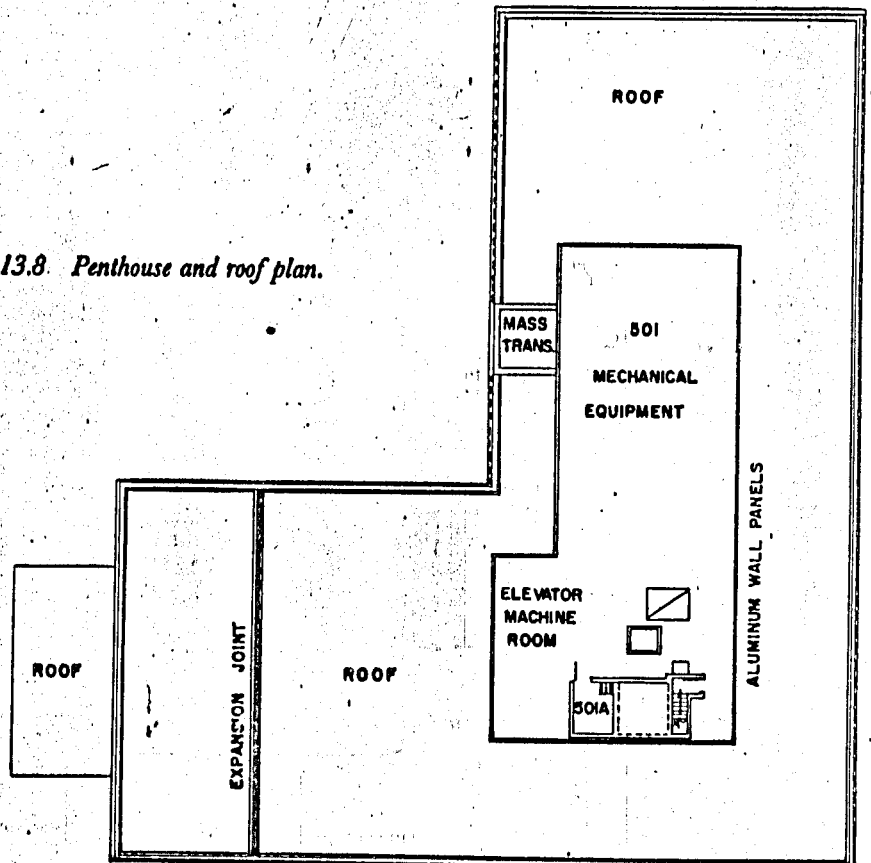 ROOF
13.8. Penthouse and roof plan.
MASS
TRANS.
501
MECHANICAL
EQUIPMENT
ALUMINUM WALL PANELS
ELEVATOR
MACHINE
ROOM
ROOF
EXPANSION JOINT
ROOF
501A